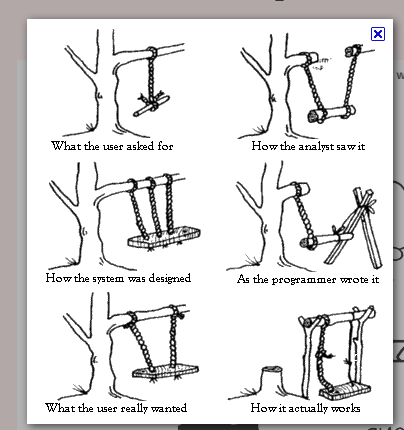 What the user asked for
How the analyst saw it
How the system was designed
As the programmer wrote it
What the user really wanted
How it actually works